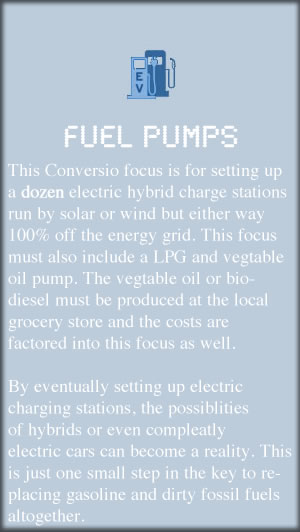 EV
FUEL PUMPS
This Conversio focus is for setting up
a dozen electric hybrid charge stations
run by solar or wind but either way
100% off the energy grid. This focus
must also include a LPG and vegtable
oil pump. The vegtable oil or bio-
diesel must be produced at the local
grocery store and the costs are
factored into this focus as well.
By eventually setting up electric
charging stations, the possiblities
of hybrids or even compleatly
electric cars can become a reality. This
is just one small step in the key to re-
placing gasoline and dirty fossil fuels
altogether.